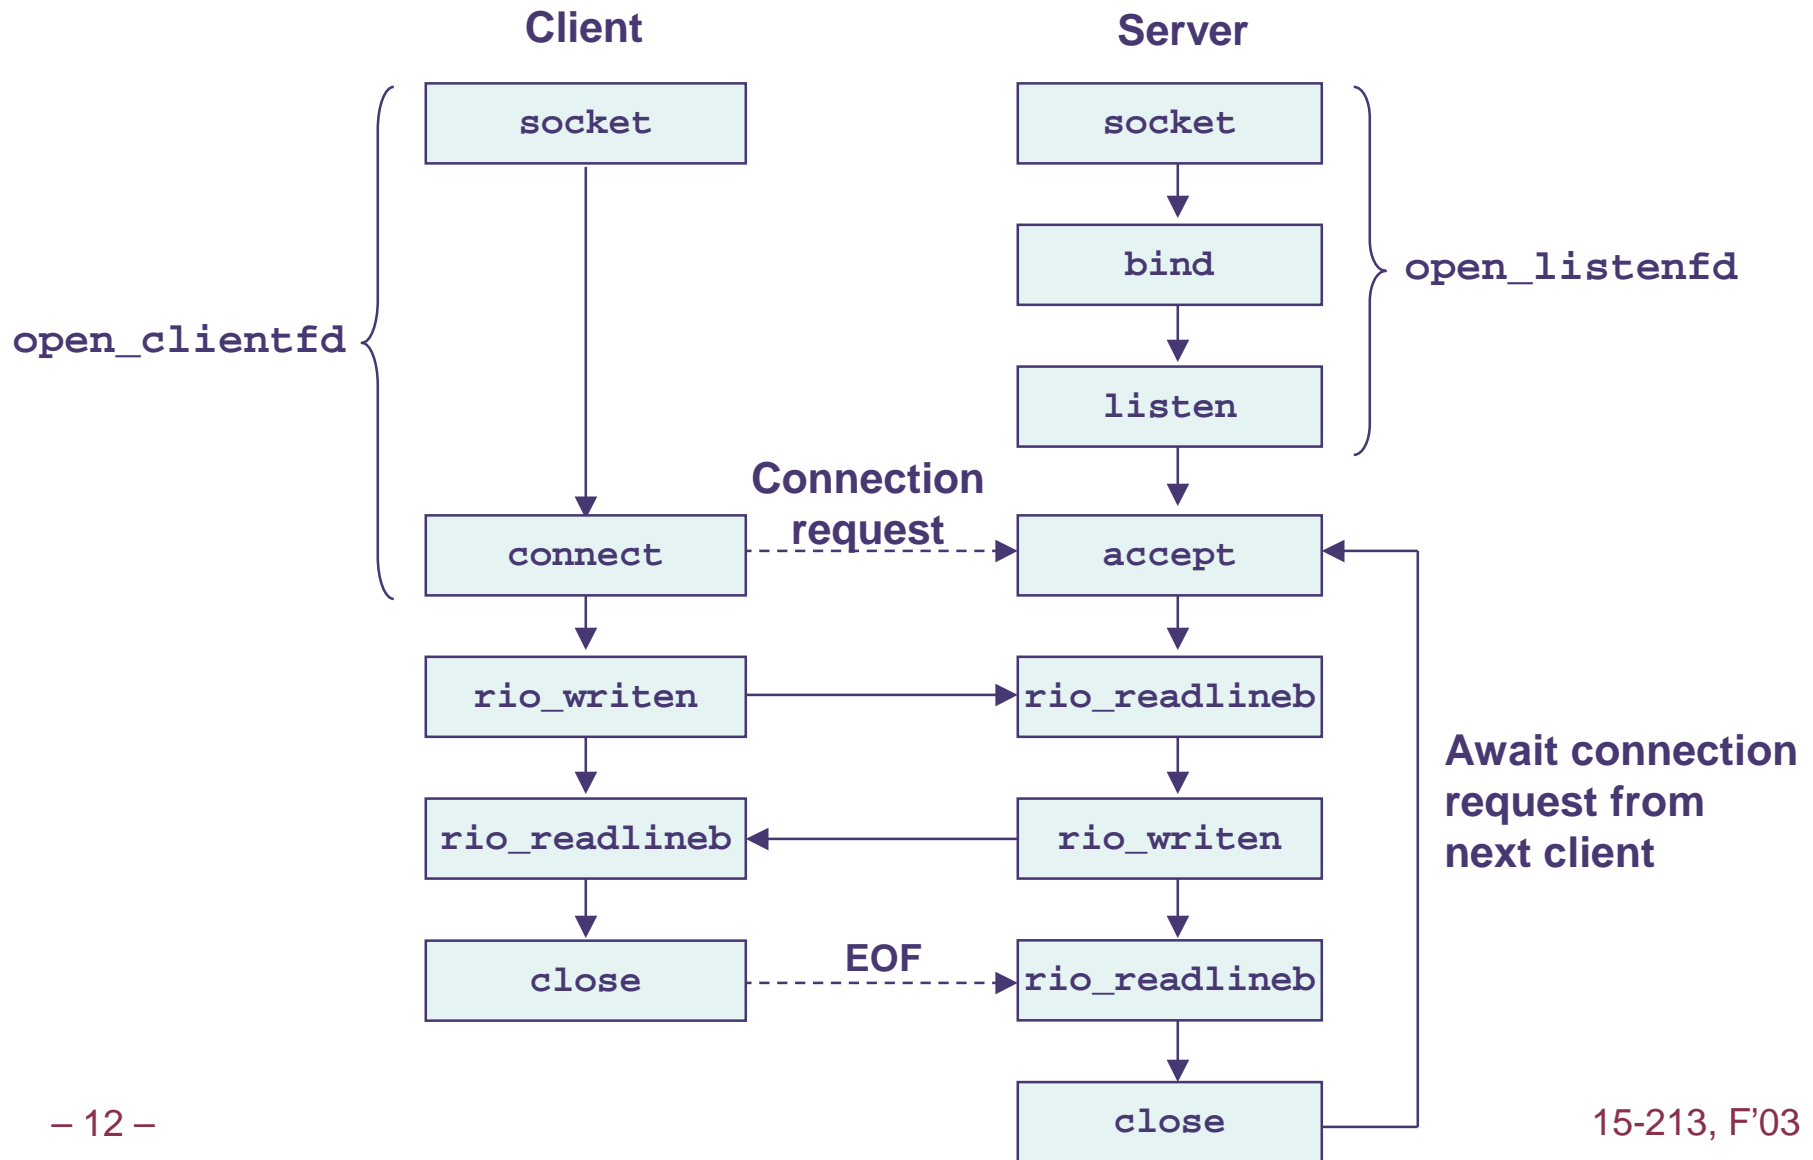 Client
Server
socket
socket
bind
open_listenfd
open_clientfd
listen
Connection
request
connect
accept
rio_writen
rio_readlineb
Await connection
request from
next client
rio_readlineb
rio_writen
EOF
close
rio_readlineb
close
– 12 –
15-213, F’03